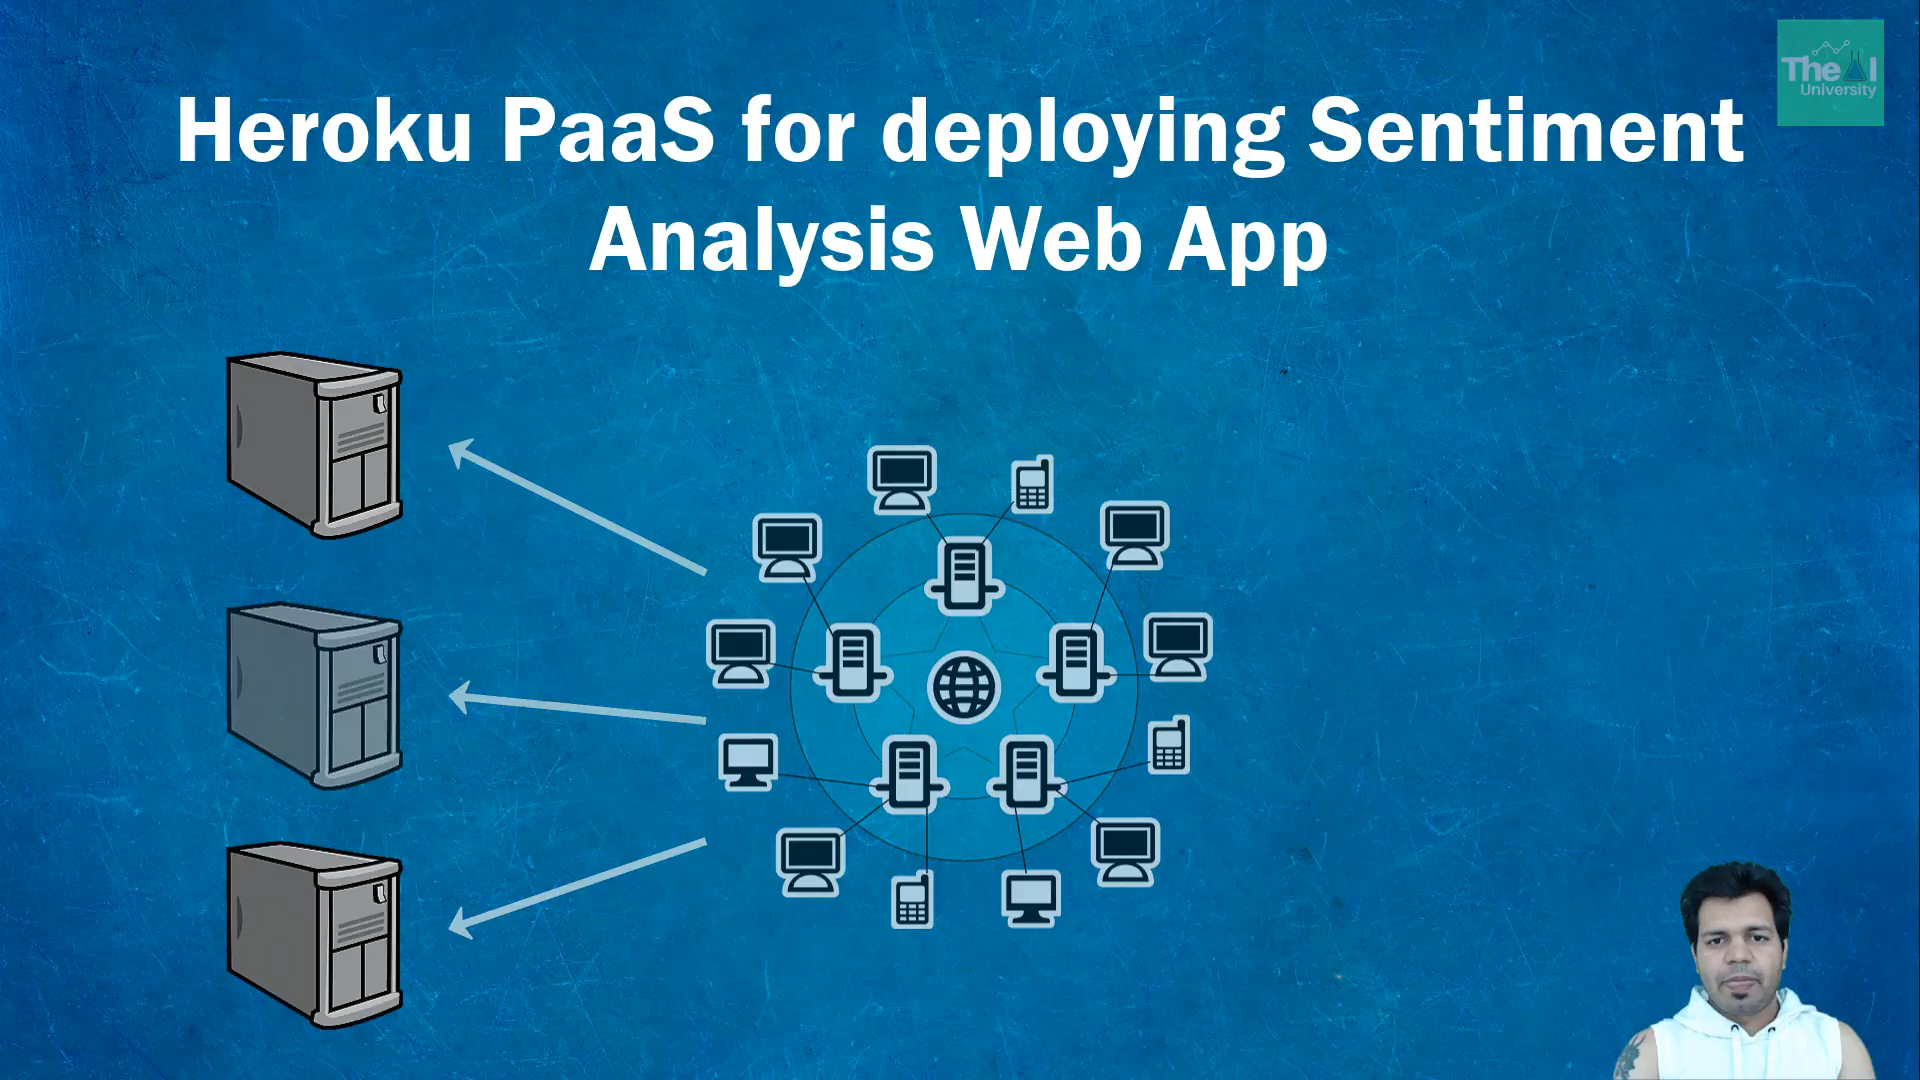 Heroku PaaS for deploying Sentiment
Analysis Web App
The AI
University